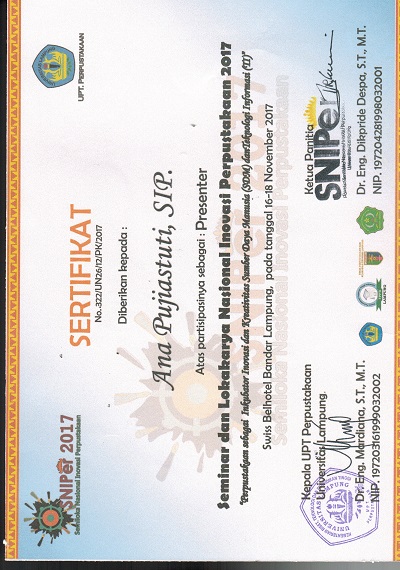 UPT. PERPUSTAKAAN
SNIPer 2017
Semiloka Nasional Inovasi Perpustakaan
SERTIFIKAT
No.322/UN26/12/PK/2017
Diberikan kepada :
Ana Pujiastuti, SIP.
Atas partisipasinya sebagai : Presenter
Seminar dam Lokakarya Nasional Inovasi Perpustakaan 2017
"Perpustakaan sebagai Inkubator Inovasi dan Kreativitas Sumber Daya Manusia (SDM) dan Teknologi Informasi (TI)"
Swiss Belhotel Bandar Lampung, pada tanggal 16-18 November 2017
Kepala UPT Perpustakaan
Universitas Lampung
Dr. Eng. Mardiana, S.T., M.T.
NIP. 197203161999032002
Ketua Panitia
SNIPer
Dr. Eng. Dikpride Despa, S.T., M.T.
NIP. 197204281998032001